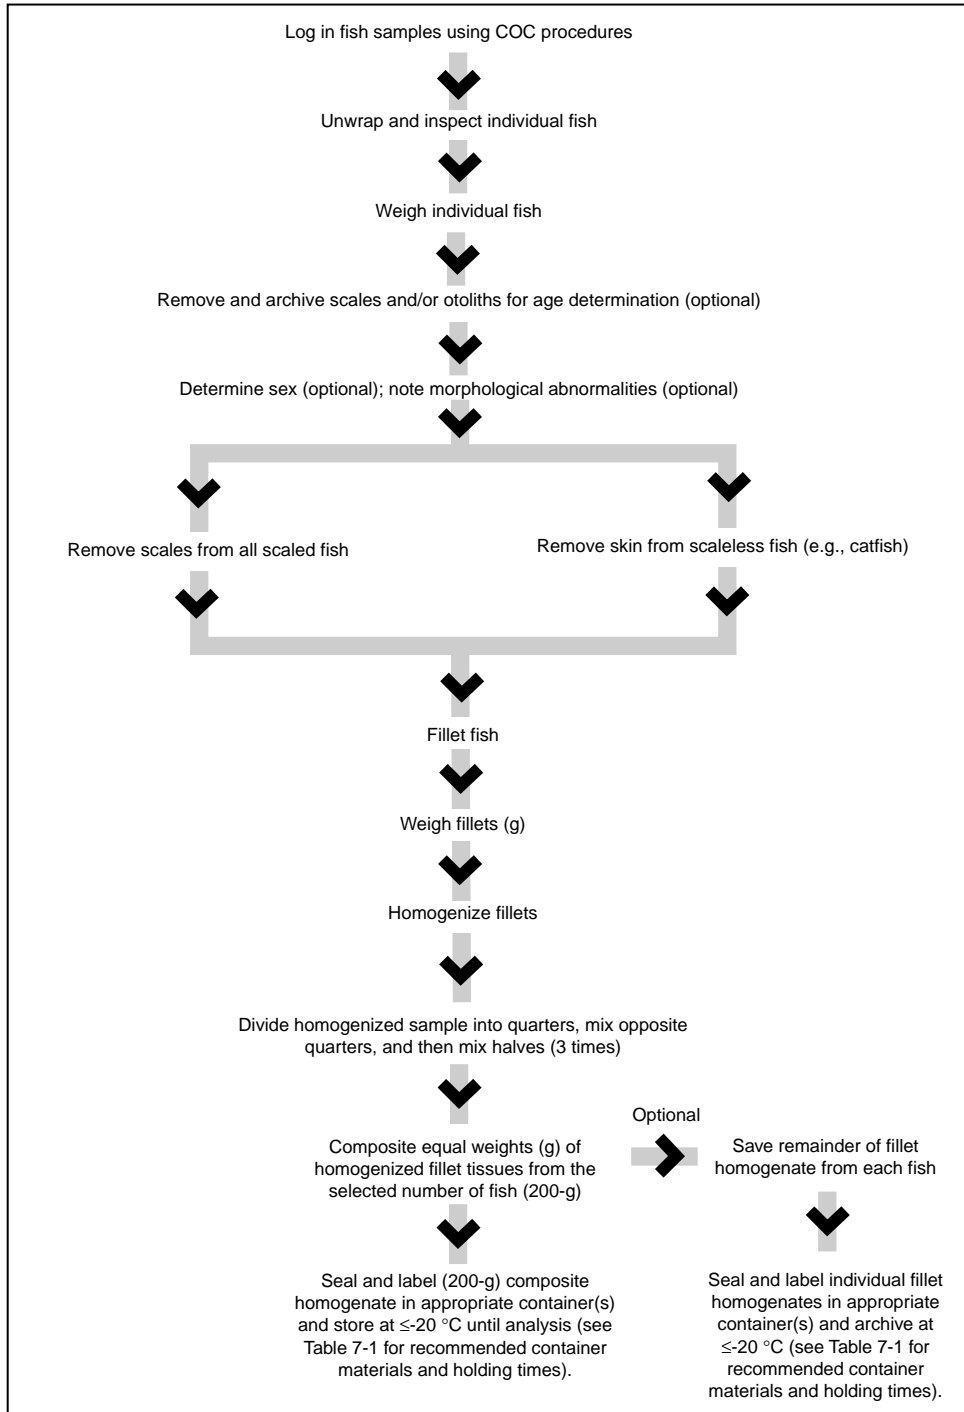 Log in fish samples using COC procedures
Unwrap and inspect individual fish
Weigh individual fish
Remove and archive scales and/or otoliths for age determination (optional)
Determine sex (optional); note morphological abnormalities (optional)
Remove scales from all scaled fish
Remove skin from scaleless fish (e.g., catfish)
Fillet fish
Weigh fillets (g)
Homogenize fillets
Divide homogenized sample into quarters, mix opposite
quarters, and then mix halves (3 times)
Optional
Composite equal weights (g) of
homogenized fillet tissues from the
selected number of fish (200-g)
Save remainder of fillet
homogenate from each fish
Seal and label (200-g) composite
homogenate in appropriate container(s)
and store at ≤-20 °C until analysis (see
Table 7-1 for recommended container
materials and holding times).
Seal and label individual fillet
homogenates in appropriate
container(s) and archive at
≤-20 °C (see Table 7-1 for
recommended container
materials and holding times).